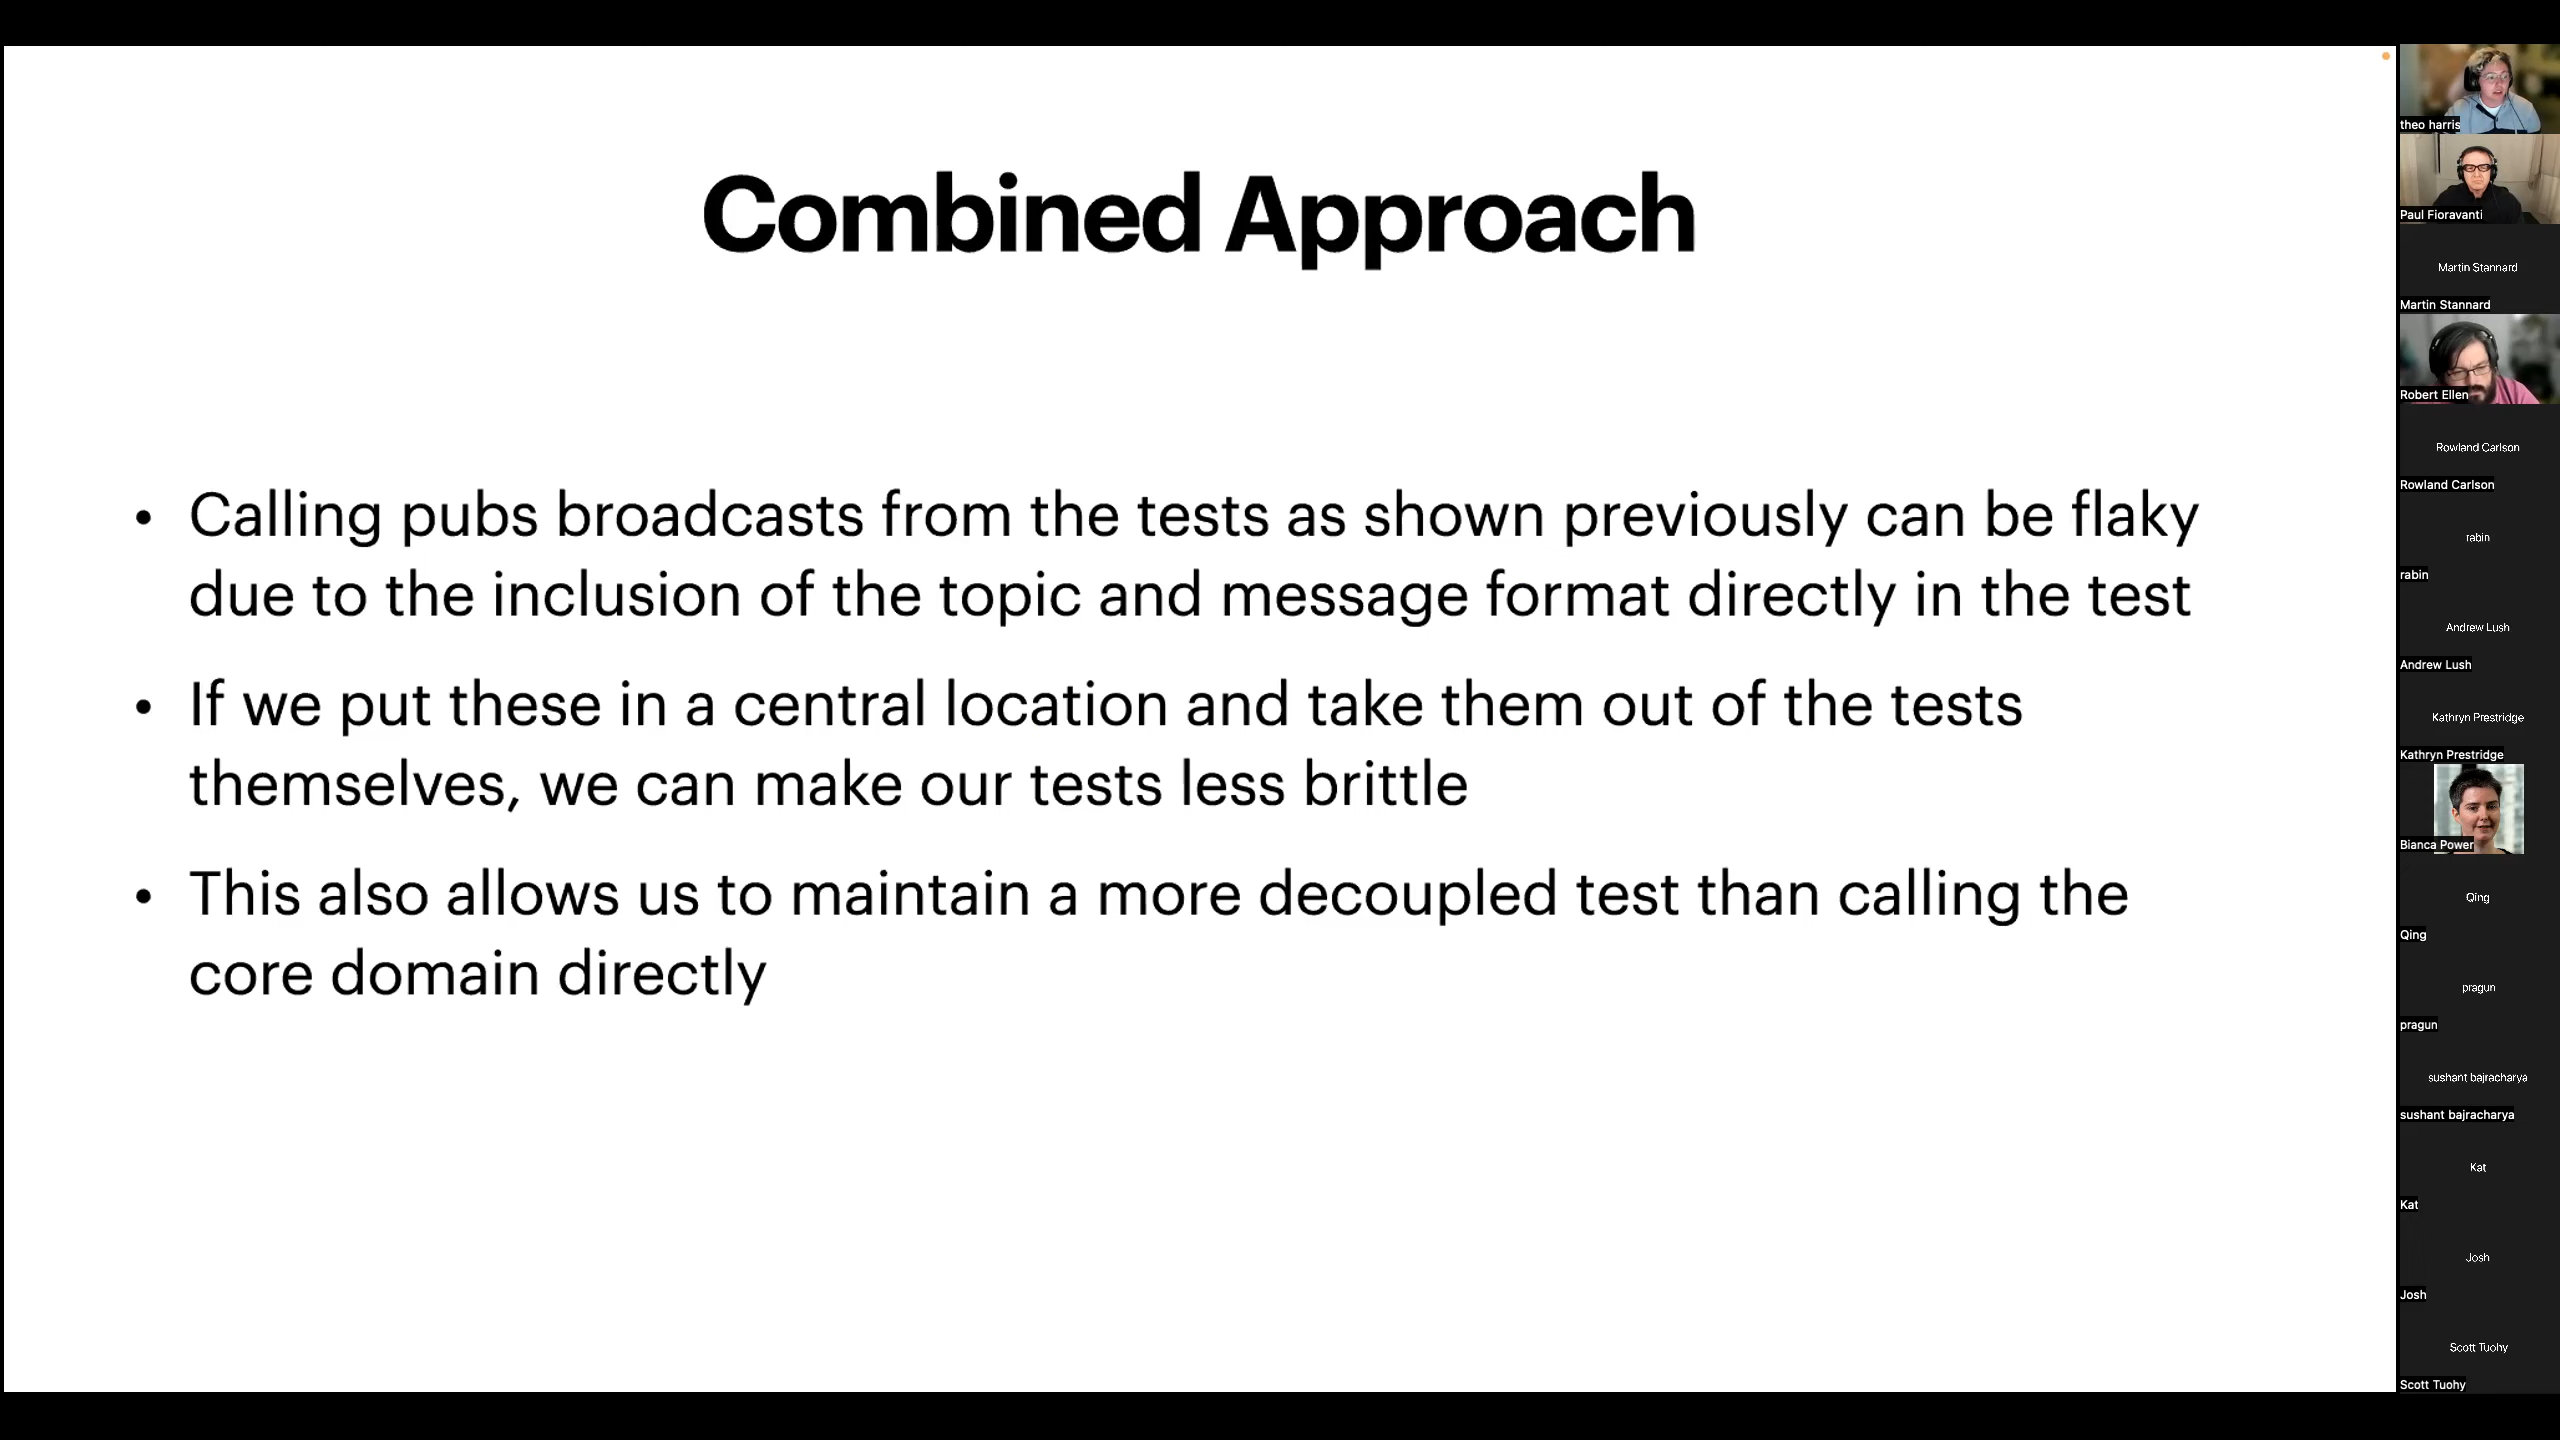 Combined Approach
• Calling pubs broadcasts from the tests as shown previously can be flaky
due to the inclusion of the topic and message format directly in the test
• If we put these in a central location and take them out of the tests
themselves, we can make our tests less brittle
• This also allows us to maintain a more decoupled test than calling the
core domain directly
theo harris
Paul Fioravanti
Martin Stannard
Martin Stannard
Robert Ellen
Rowland Carlson
Rowland Carlson
rabin
rabin
Andrew Lush
Andrew Lush
Kathryn Prestridge
Kathryn Prestridge
Bianca Power
Qing
Qing
pragun
pragun
sushant bajracharya
sushant bajracharya
Kat
Kat
Josh
Josh
Scott Tuohy
Scott Tuohy